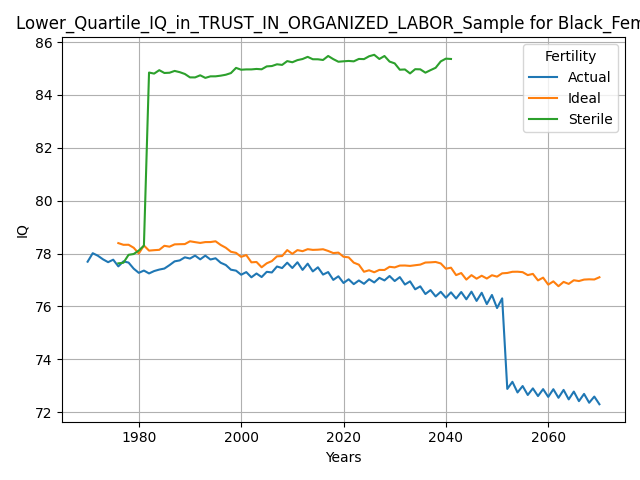 Lower_Quartile_IQ_in_TRUST_IN_ORGANIZED_LABOR_Sample for Black_Fem
86
84
82
80
78
76
74
72
IQ
Fertility
Actual
Ideal
Sterile
1980
2000
2020
2040
2060
Years